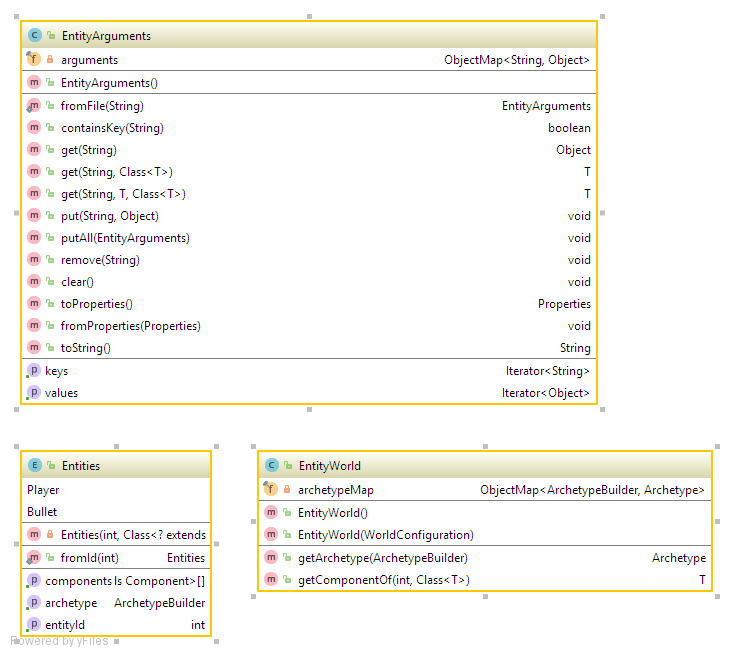 EntityArguments
arguments ObjectMap<String, Object>
EntityArguments()
fromFile(String) EntityArguments
containsKey(String) boolean
get(String) Object
get(String, Class<T>) T
get(String, T, Class<T>) T
put(String, Object) void
putAll(EntityArguments) void
remove(String) void
clear() void
toProperties() Properties
fromProperties(Properties) void
toString() String
keys Iterator<String>
values Iterator<Object>
Entities
Player
Bullet
Entities(int, Class<? extends
fromId(int) Entities
components Component>[]
archetype ArchetypeBuilder
entityId int
EntityWorld
archetypeMap ObjectMap<ArchetypeBuilder, Archetype>
EntityWorld()
EntityWorld(WorldConfiguration)
getArchetype(ArchetypeBuilder) Archetype
getComponentOf(int, Class<T>) T
Powered by yFiles